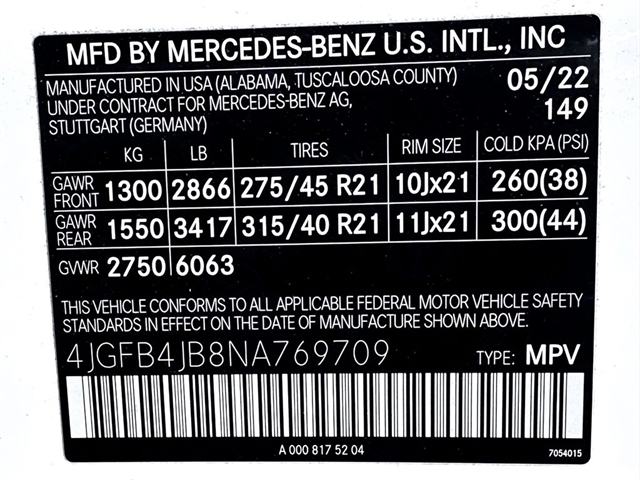 MFD BY MERCEDES-BENZ U.S. INTL., INC
MANUFACTURED IN USA (ALABAMA, TUSCALOOSA COUNTY) 05/22
UNDER CONTRACT FOR MERCEDES-BENZ AG, 149
STUTTGART (GERMANY)
KG LB TIRES RIM SIZE COLD KPA (PSI)
GAWR FRONT 1300 2866 275/45 R21 10Jx21 260(38)
GAWR REAR 1550 3417 315/40 R21 11Jx21 300(44)
GVWR 2750 6063
THIS VEHICLE CONFORMS TO ALL APPLICABLE FEDERAL MOTOR VEHICLE SAFETY
STANDARDS IN EFFECT ON THE DATE OF MANUFACTURE SHOWN ABOVE.
4JGFB4JB8NA769709 TYPE: MPV
A 000 817 52 04 7054015